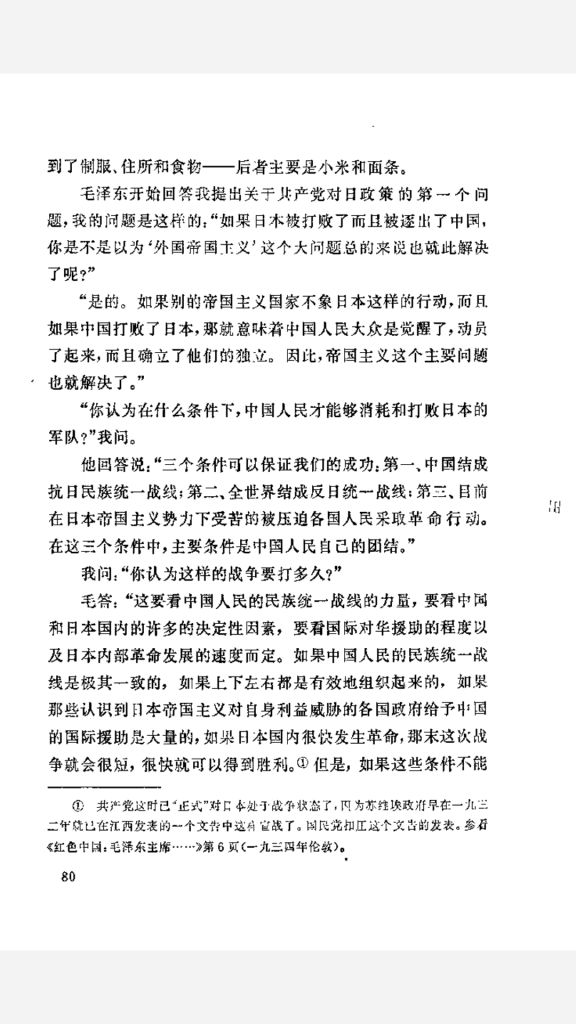 到了制服、住所和食物——后者主要是小米和面条。
毛泽东开始回答我提出关于共产党对日政策的第一个问
题，我的问题是这样的：“如果日本被打败了而且被逐出了中国，
你是不是以为‘外国帝国主义’这个大问题总的来说也就此解决
了呢？”
“是的。如果别的帝国主义国家不象日本这样的行动，而且
如果中国打败了日本，那就意味着中国人民大众是觉醒了，动员
了起来，而且确立了他们的独立。因此，帝国主义这个主要问题
也就解决了。”
“你认为在什么条件下，中国人民才能够消耗和打败日本的
军队？”我问。
他回答说：“三个条件可以保证我们的成功：第一、中国结成
抗日民族统一战线；第二、全世界结成反日统一战线；第三、目前
在日本帝国主义势力下受苦的被压迫各国人民采取革命行动。
在这三个条件中，主要条件是中国人民自己的团结。”
我问：“你认为这样的战争要打多久？”
毛答：“这要看中国人民的民族统一战线的力量，要看中国
和日本国内的许多的决定性因素，要看国际对华援助的程度以
及日本内部革命发展的速度而定。如果中国人民的民族统一战
线是极其一致的，如果上下左右都是有效地组织起来的，如果
那些认识到日本帝国主义对自身利益威胁的各国政府给予中国
的国际援助是大量的，如果日本国内很快发生革命，那末这次战
争就会很短，很快就可以得到胜利。① 但是，如果这些条件不能
① 共产党这时已“正式”对日本处于战争状态了，因为苏维埃政府早在一九三
二年就已在江西发表的一个文告中这样宣战了。国民党扣压这个文告的发表。参看
《红色中国：毛泽东主席……》第6页（一九三四年伦敦）。
80